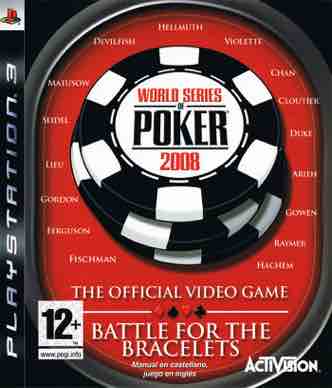 PLAYSTATION 3
HELLMUTH
DEVILFISH
VIOLETTE
MATUSOW
CHAN
SEIDEL
CLOUTIER
LIEU
DUKE
GORDON
ARIEH
FERGUSON
GOWEN
FISCHMAN
RAYMER
HACHEM
WORLD SERIES
OF
POKER
2008
THE OFFICIAL VIDEO GAME
BATTLE FOR THE
BRACELETS
Manual en castellano,
juego en inglés
12+
www.pegi.info
ACTIVISION